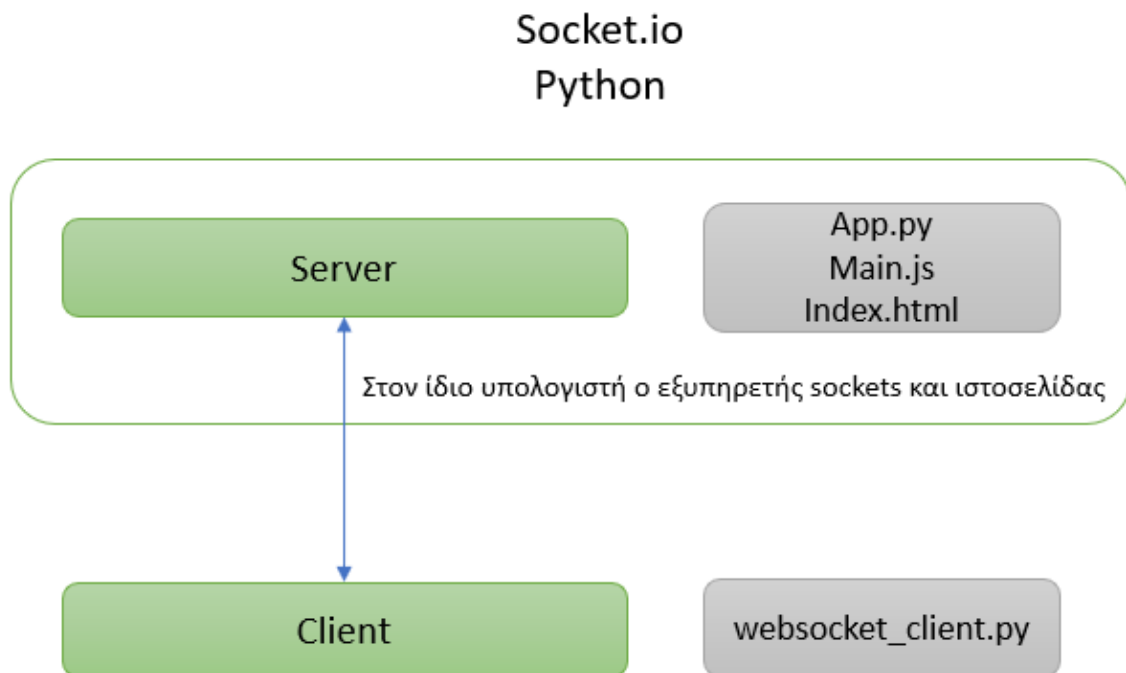 Socket.io
Python
Server
App.py
Main.js
Index.html
Στον ίδιο υπολογιστή ο εξυπηρετής sockets και ιστοσελίδας
Client
websocket_client.py